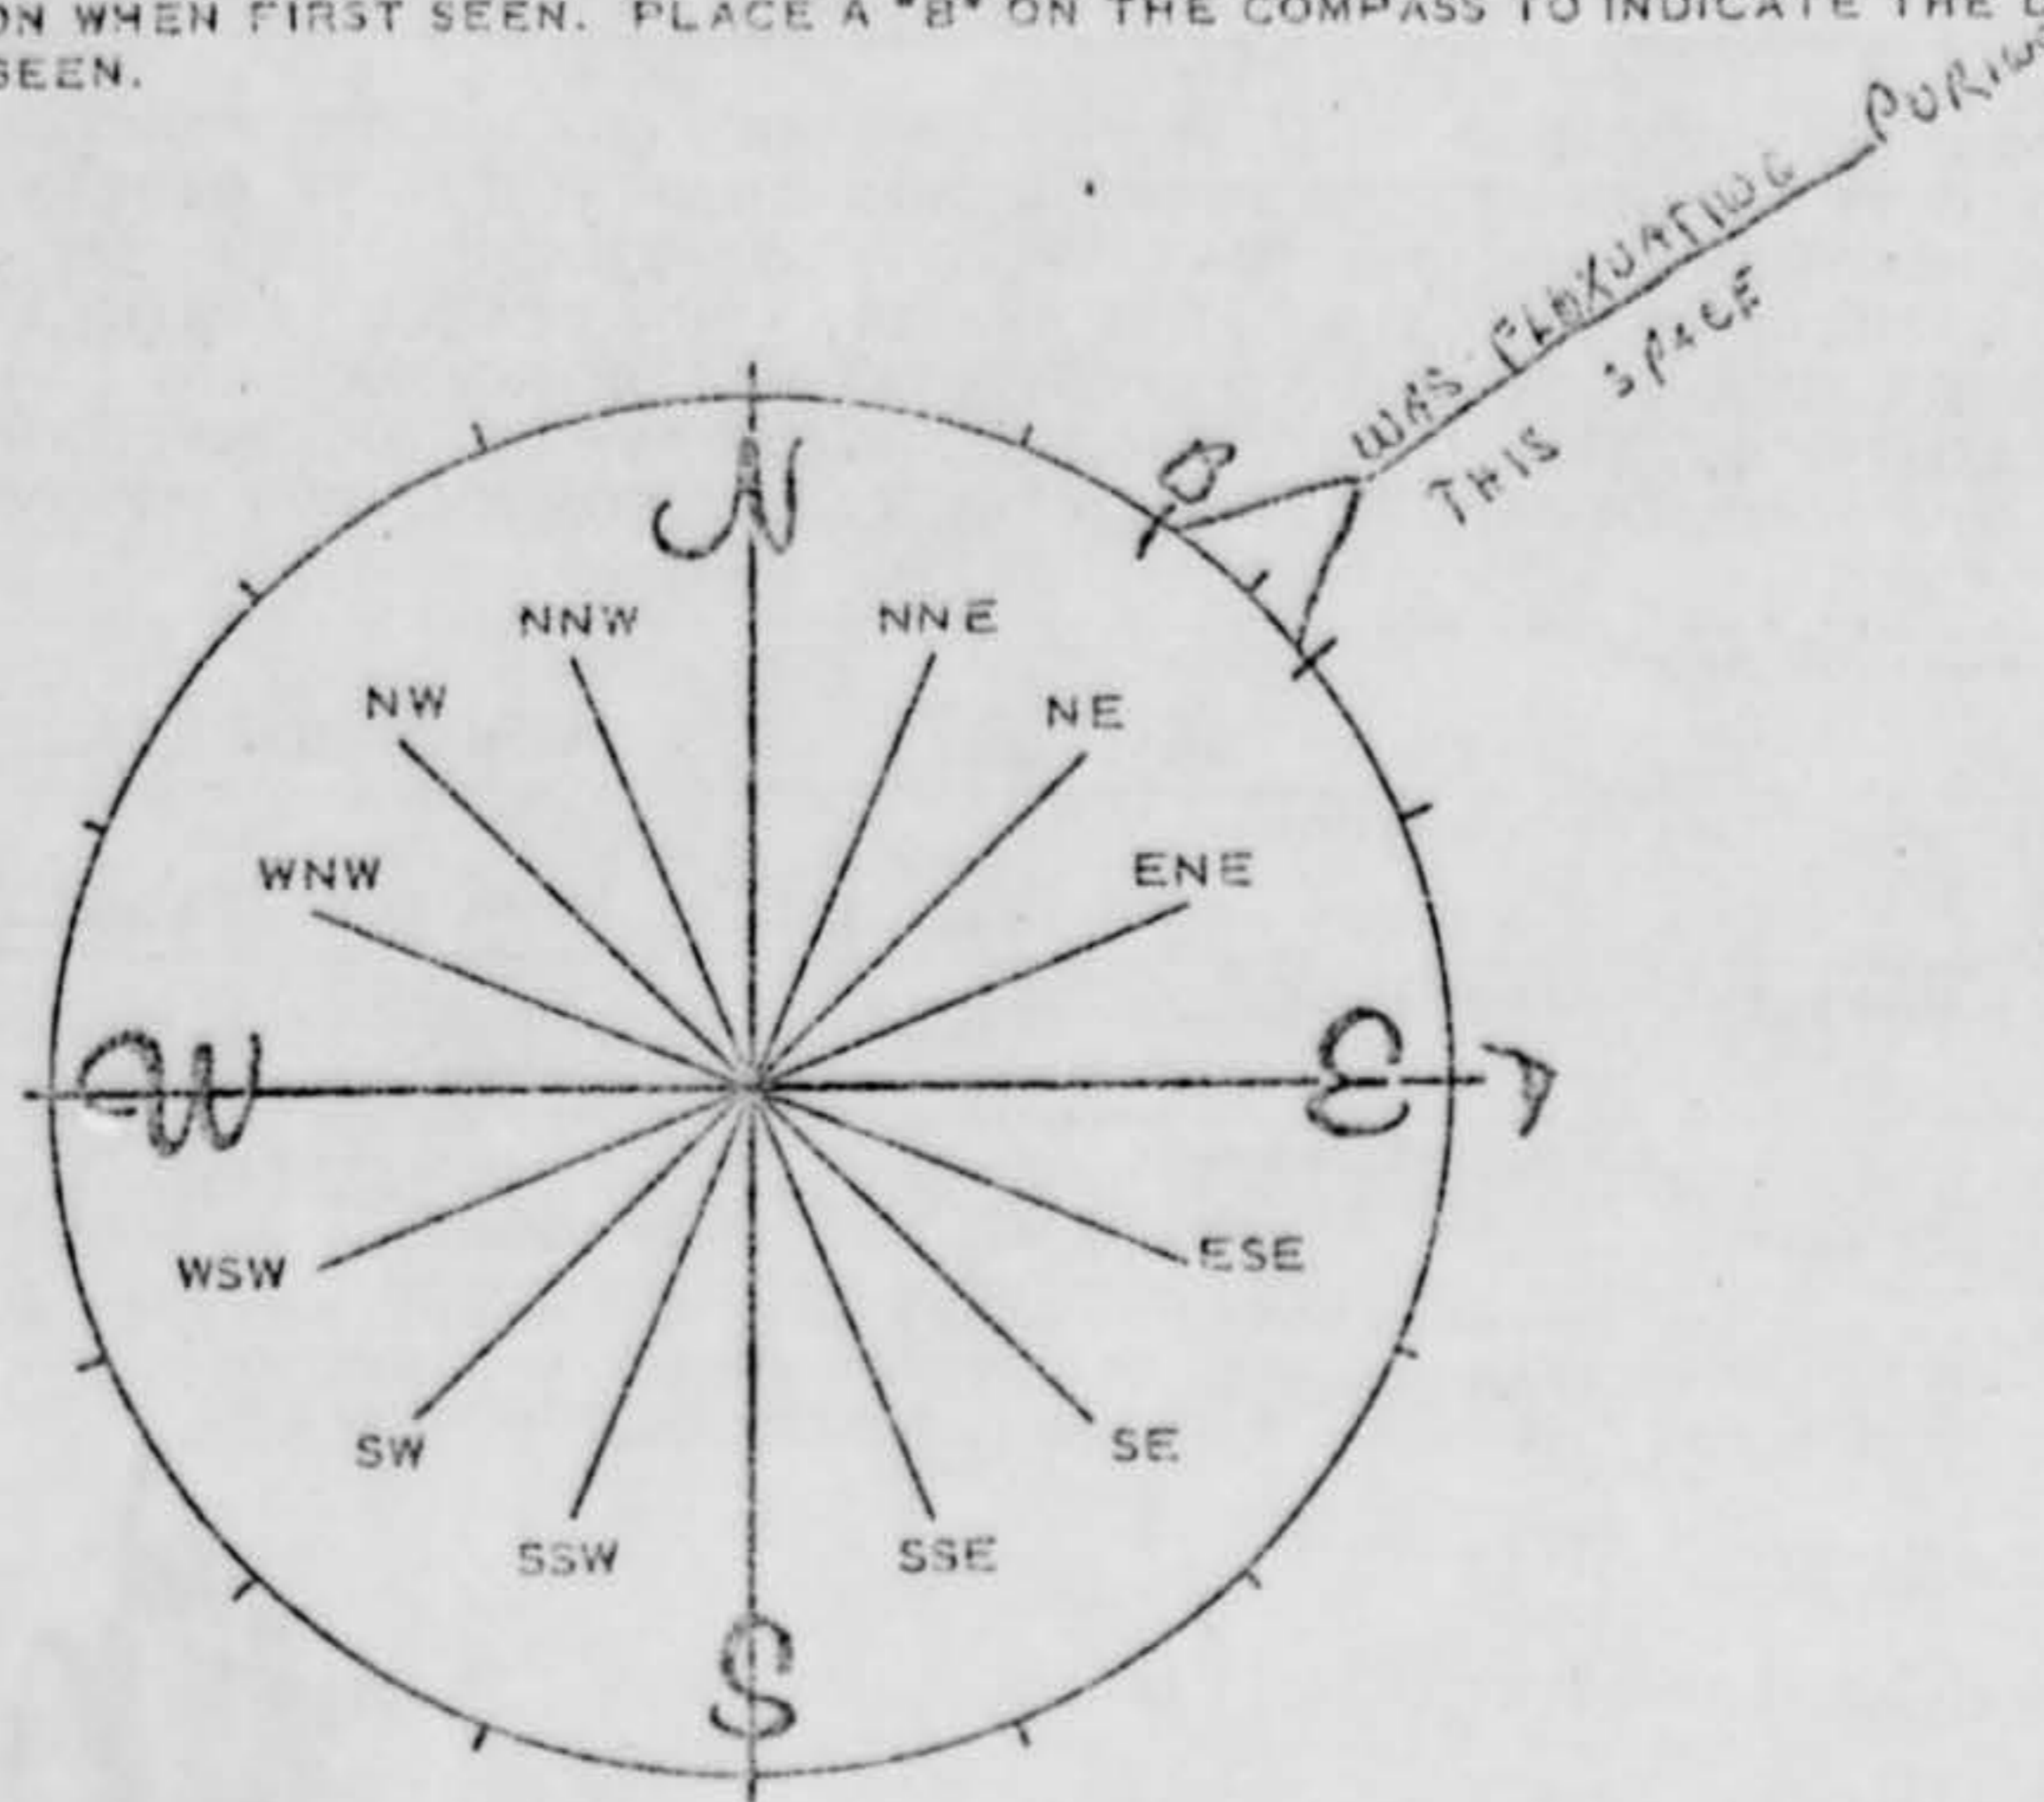 ON WHEN FIRST SEEN. PLACE A "B" ON THE COMPASS TO INDICATE THE
SEEN.
WAS FLUXUATING
THIS SPACE
B
N
NNW NNE
NW NE
WNW ENE
W E A
WSW ESE
SW SE
SSW SSE
S